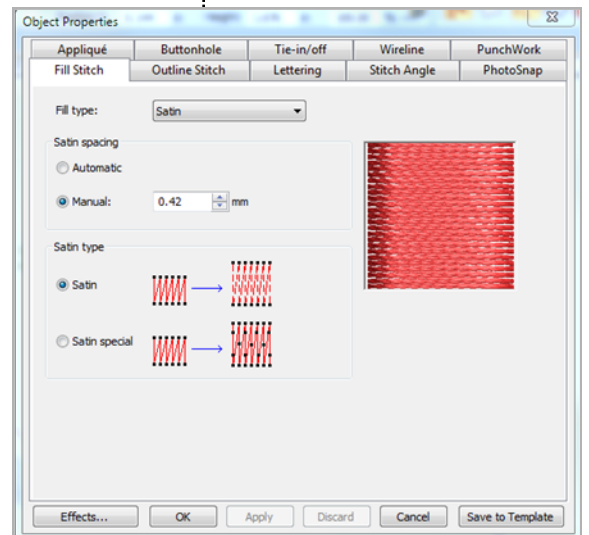 Object Properties
Appliqué Buttonhole Tie-in/off Wireline PunchWork
Fill Stitch Outline Stitch Lettering Stitch Angle PhotoSnap
Fill type: Satin
Satin spacing
Automatic
Manual: 0.42 mm
Satin type
Satin
Satin special
Effects... OK Apply Discard Cancel Save to Template